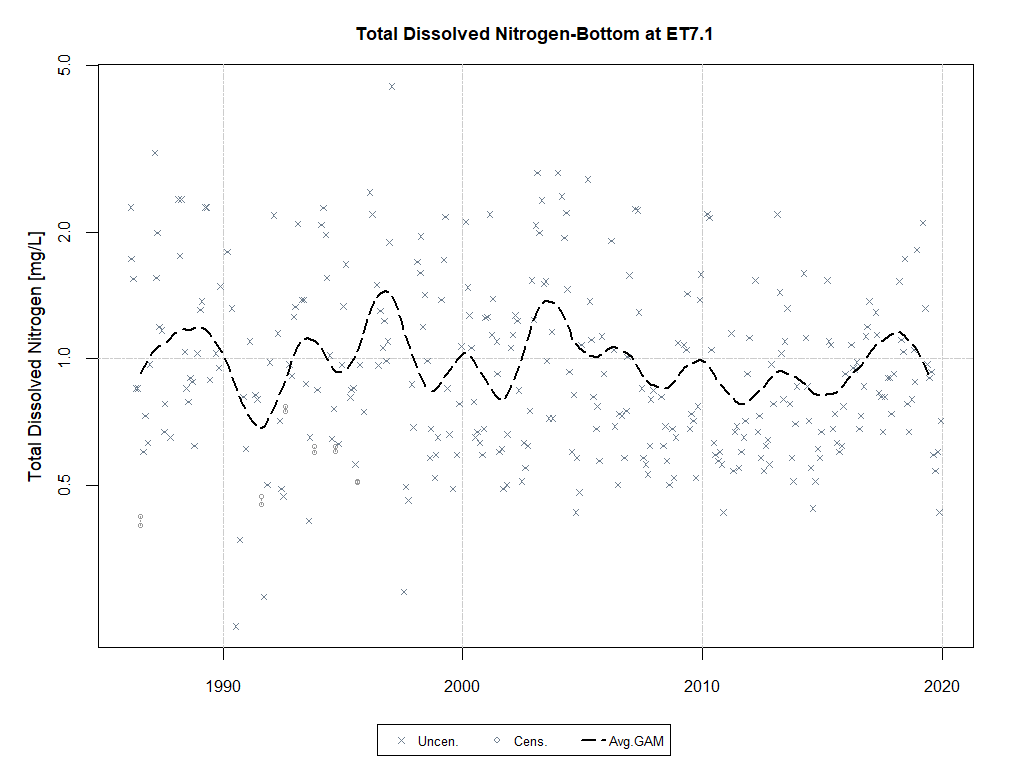 Total Dissolved Nitrogen-Bottom at ET7.1
Total Dissolved Nitrogen [mg/L]
5.0
2.0
1.0
0.5
1990 2000 2010 2020
Uncen. Cens. Avg.GAM